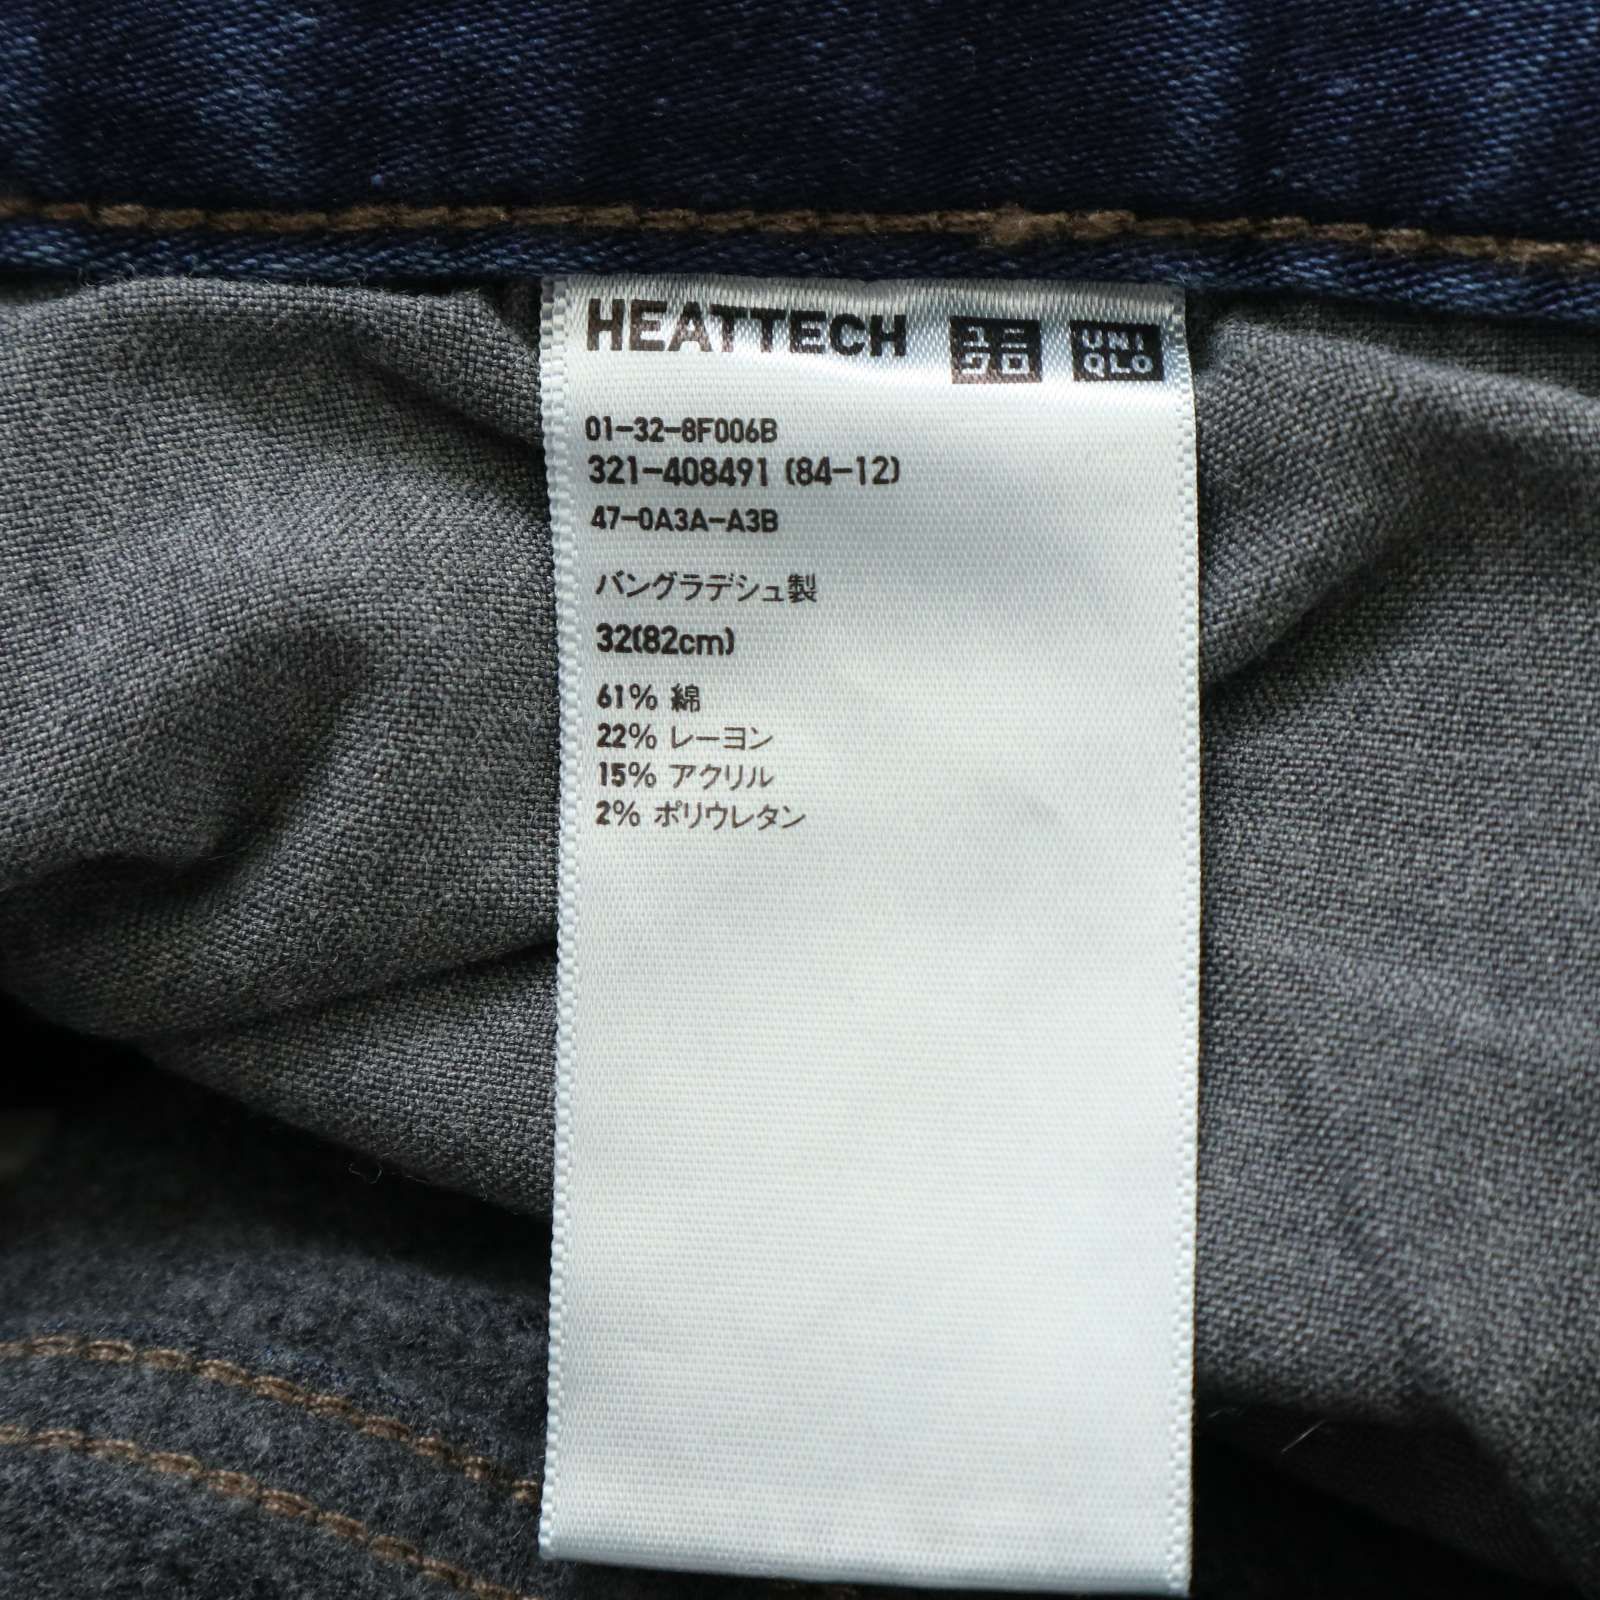 HEATTECH ユニクロ UNIQLO
01-32-8F006B
321-408491 (84-12)
47-0A3A-A3B
バングラデシュ製
32(82cm)
61% 綿
22% レーヨン
15% アクリル
2% ポリウレタン